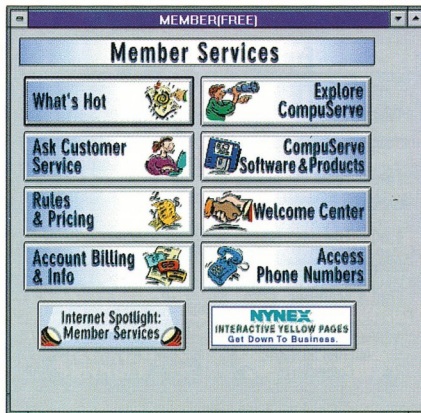 MEMBER(FREE)
Member Services
What's Hot
Explore
CompuServe
Ask Customer
Service
CompuServe
Software & Products
Rules
& Pricing
Welcome Center
Account Billing
& Info
Access
Phone Numbers
Internet Spotlight:
Member Services
NYNEX
INTERACTIVE YELLOW PAGES
Get Down To Business.